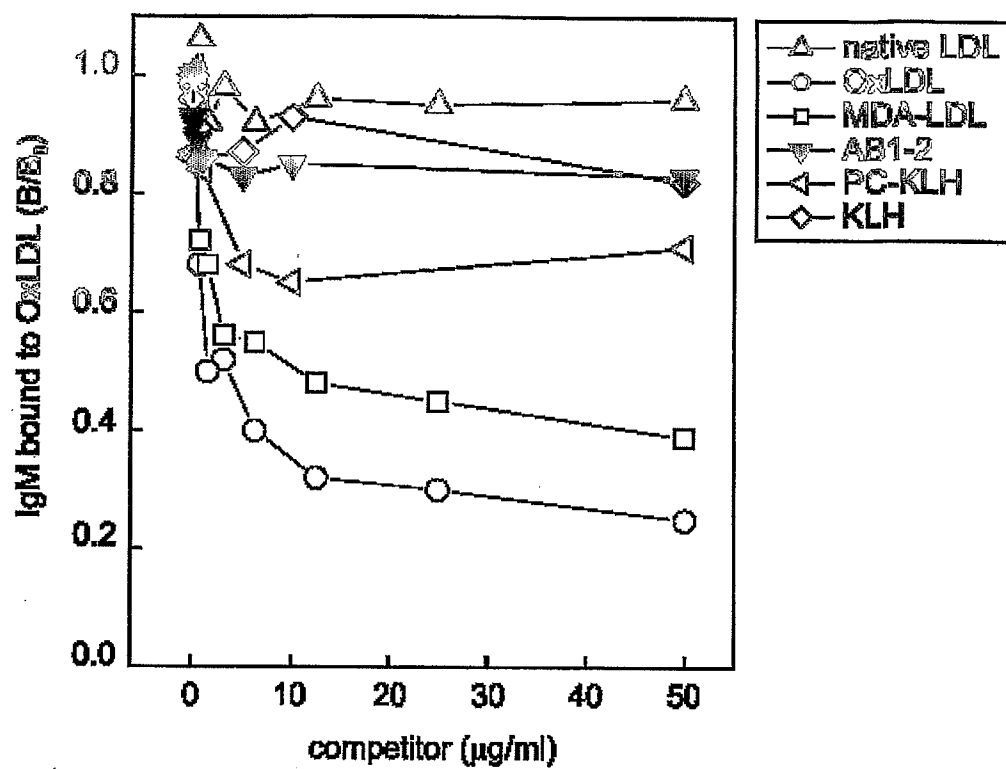 IgM bound to OxLDL (B/B₀)
1.0
0.8
0.6
0.4
0.2
0.0
0 10 20 30 40 50
competitor (μg/ml)
native LDL
OxLDL
MDA-LDL
AB1-2
PC-KLH
KLH